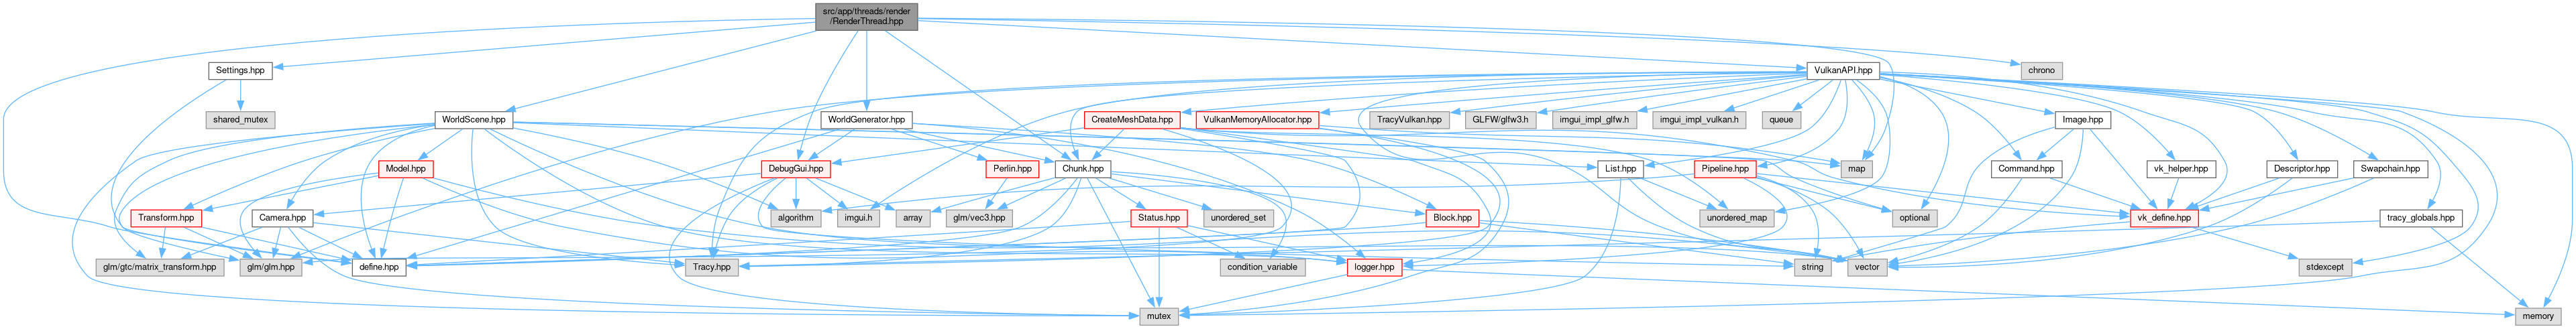 src/app/threads/render
/RenderThread.hpp
Settings.hpp
VulkanAPI.hpp
chrono
shared_mutex
WorldScene.hpp
WorldGenerator.hpp
CreateMeshData.hpp
VulkanMemoryAllocator.hpp
TracyVulkan.hpp
GLFW/glfw3.h
imgui_impl_glfw.h
imgui_impl_vulkan.h
queue
Image.hpp
Model.hpp
DebugGui.hpp
Perlin.hpp
Chunk.hpp
List.hpp
Pipeline.hpp
map
Command.hpp
vk_helper.hpp
Descriptor.hpp
Swapchain.hpp
Transform.hpp
Camera.hpp
algorithm
imgui.h
array
glm/vec3.hpp
Status.hpp
unordered_set
Block.hpp
unordered_map
optional
vk_define.hpp
tracy_globals.hpp
glm/gtc/matrix_transform.hpp
glm/glm.hpp
define.hpp
Tracy.hpp
condition_variable
logger.hpp
string
vector
stdexcept
mutex
memory